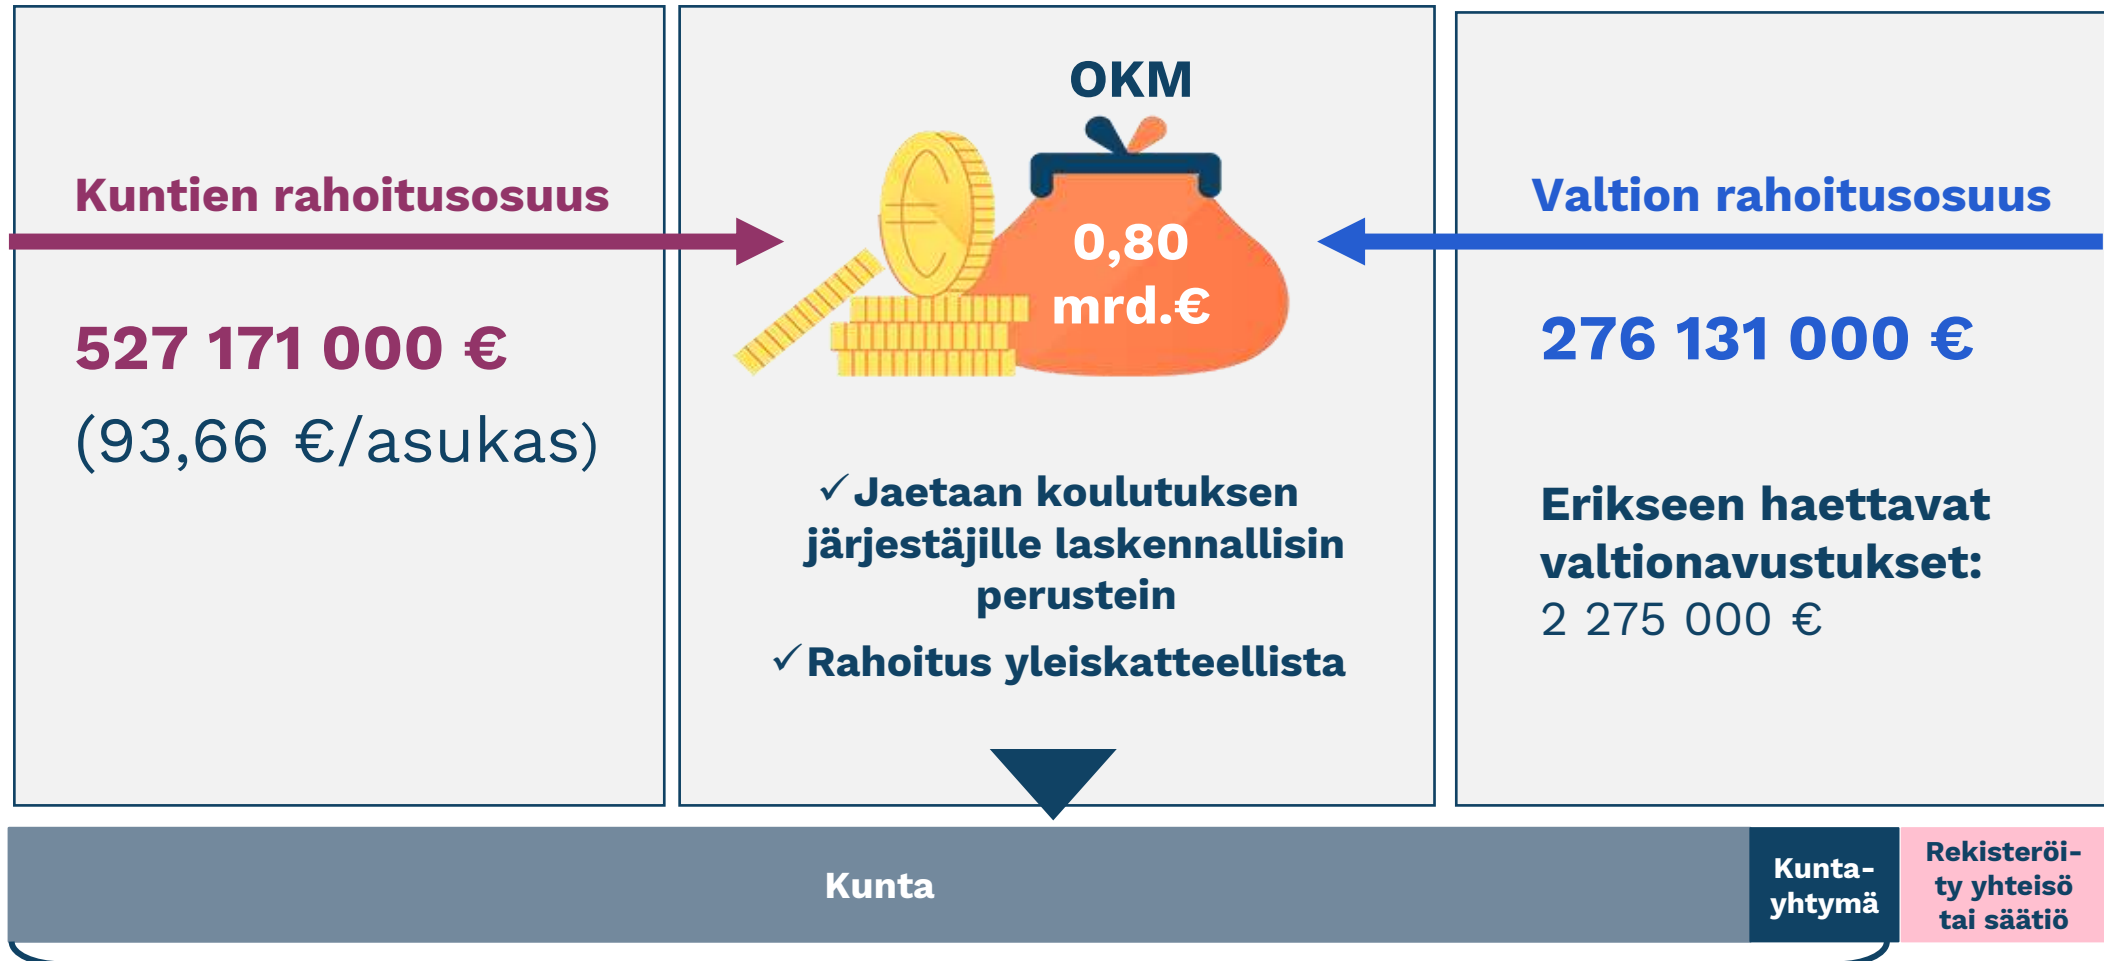 Kuntien rahoitusosuus
527 171 000 €
(93,66 €/asukas)
OKM
0,80
mrd.€
✓Jaetaan koulutuksen
järjestäjille laskennallisin
perustein
✓Rahoitus yleiskatteellista
Valtion rahoitusosuus
276 131 000 €
Erikseen haettavat
valtionavustukset:
2 275 000 €
Kunta
Kunta-
yhtymä
Rekisteröi-
ty yhteisö
tai säätiö